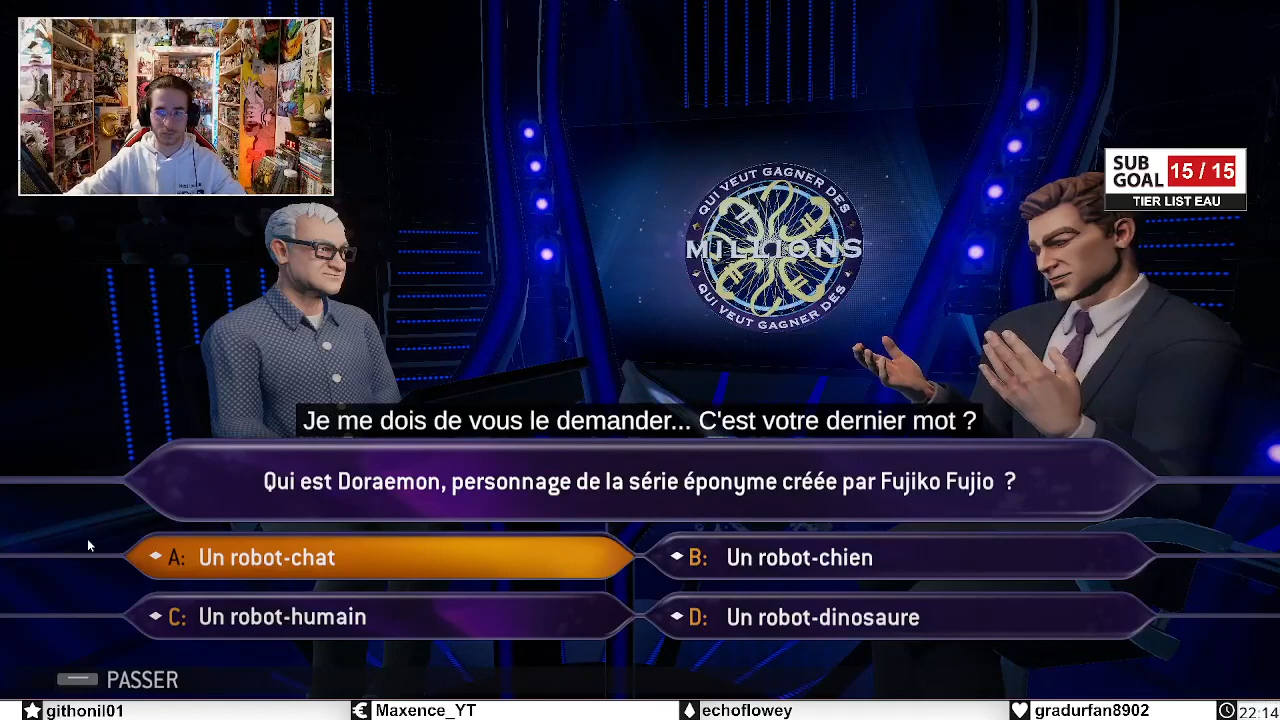 SUB
GOAL
15 / 15
TIER LIST EAU
QUI VEUT GAGNER DES
MILLIONS
QUI VEUT GAGNER DES
Je me dois de vous le demander... C'est votre dernier mot ?
Qui est Doraemon, personnage de la série éponyme créée par Fujiko Fujio ?
A: Un robot-chat
B: Un robot-chien
C: Un robot-humain
D: Un robot-dinosaure
PASSER
githonil01
Maxence_YT
echoflowey
gradurfan8902
22:14